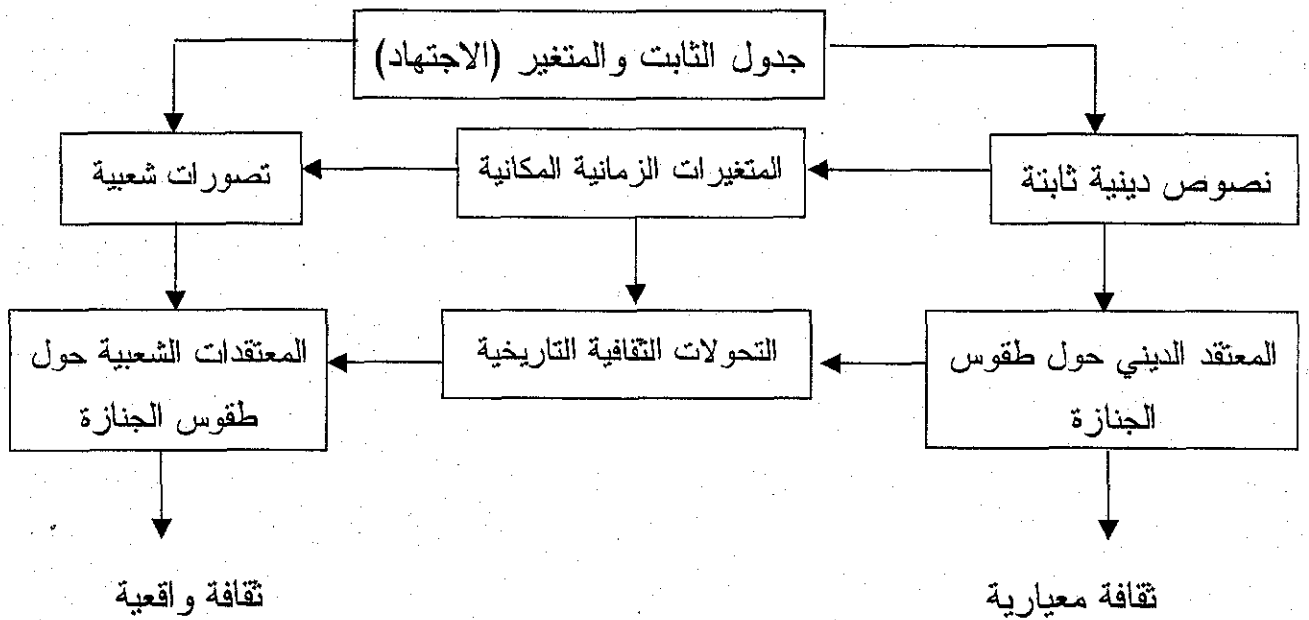 جدول الثابت والمتغير (الاجتهاد)
نصوص دينية ثابتة
المتغيرات الزمانية المكانية
تصورات شعبية
المعتقد الديني حول طقوس
الجنازة
التحولات الثقافية التاريخية
المعتقدات الشعبية حول
طقوس الجنازة
ثقافة معيارية
ثقافة واقعية